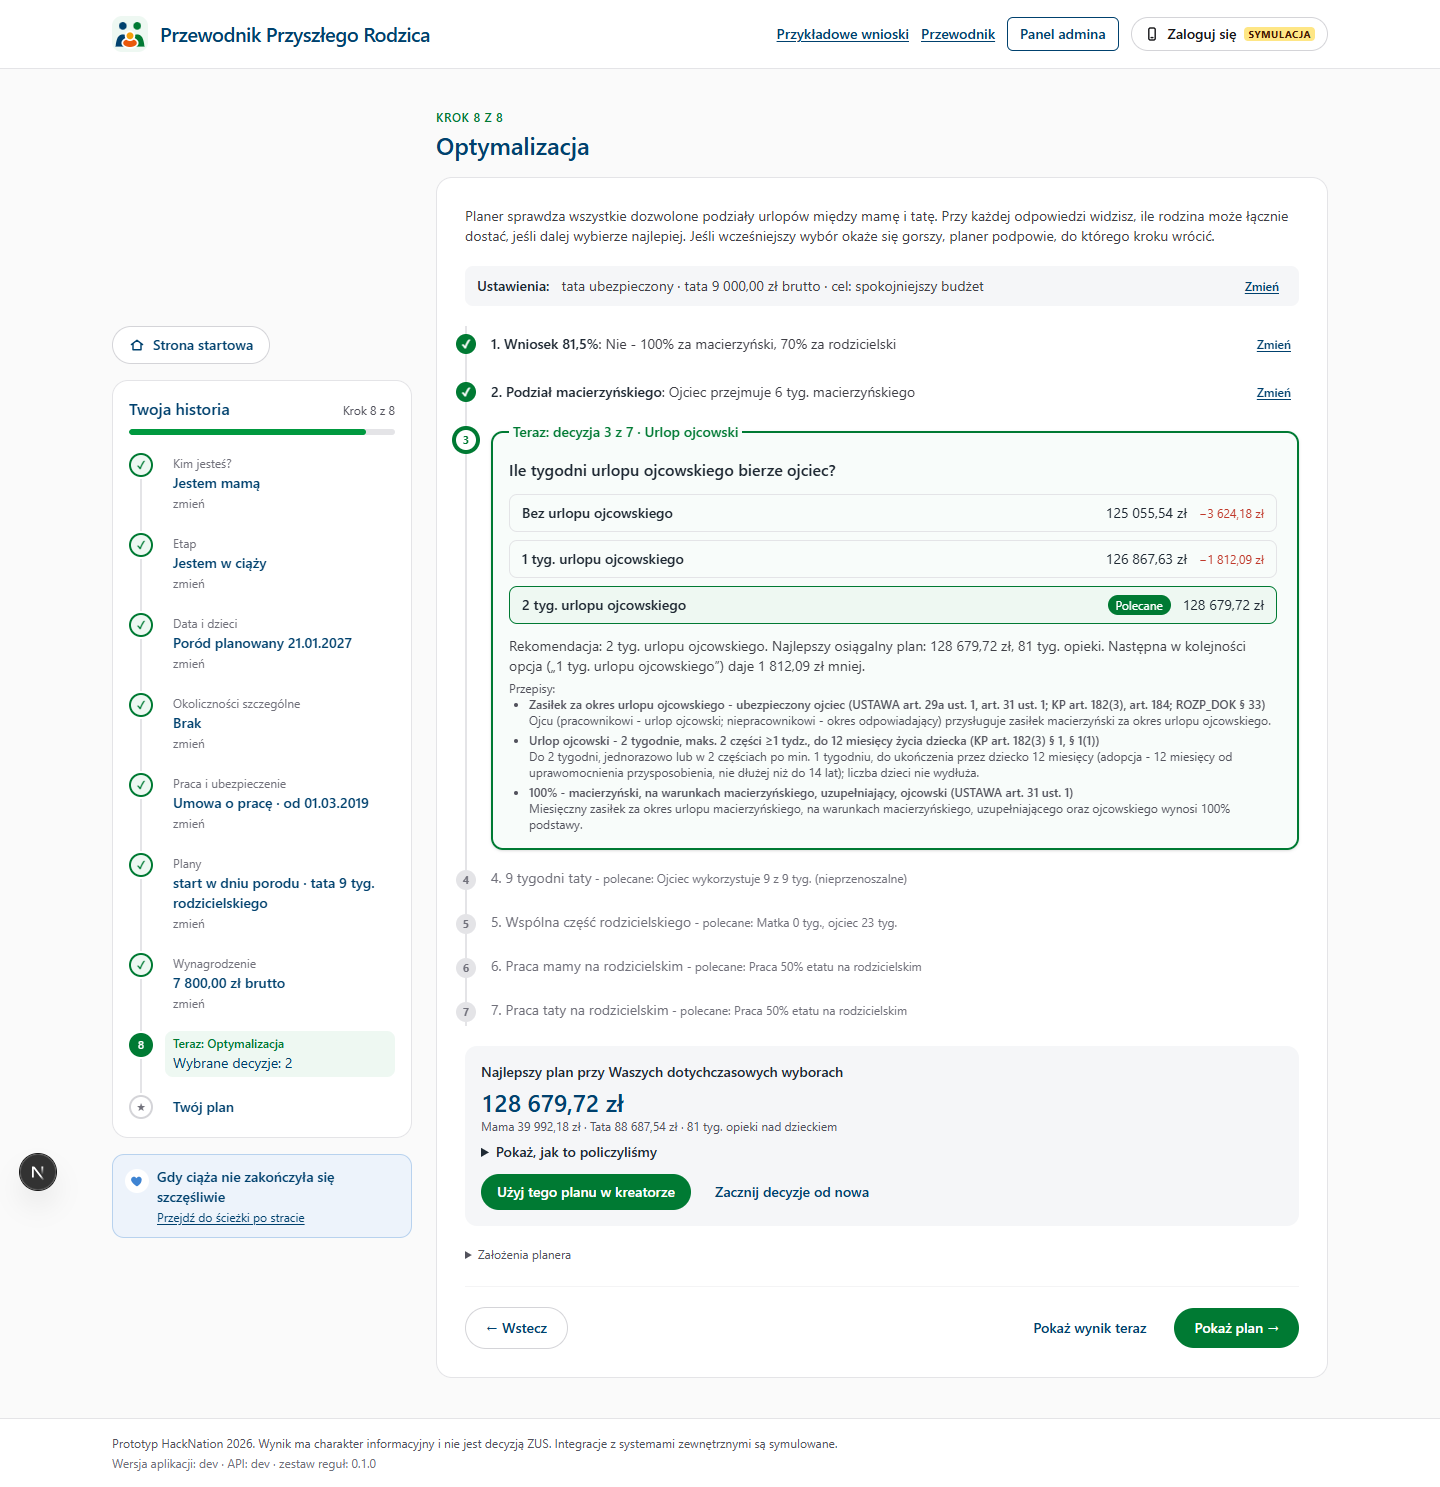 Przewodnik Przyszłego Rodzica
Przykładowe wnioski
Przewodnik
Panel admina
Zaloguj się SYMULACJA
KROK 8 Z 8
Optymalizacja
Planer sprawdza wszystkie dozwolone podziały urlopów między mamę i tatę. Przy każdej odpowiedzi widzisz, ile rodzina może łącznie
dostać, jeśli dalej wybierze najlepiej. Jeśli wcześniejszy wybór okaże się gorszy, planer podpowie, do którego kroku wrócić.
Ustawienia: tata ubezpieczony · tata 9 000,00 zł brutto · cel: spokojniejszy budżet Zmień
1. Wniosek 81,5%: Nie - 100% za macierzyński, 70% za rodzicielski Zmień
2. Podział macierzyńskiego: Ojciec przejmuje 6 tyg. macierzyńskiego Zmień
3
Teraz: decyzja 3 z 7 · Urlop ojcowski
Ile tygodni urlopu ojcowskiego bierze ojciec?
Bez urlopu ojcowskiego 125 055,54 zł −3 624,18 zł
1 tyg. urlopu ojcowskiego 126 867,63 zł −1 812,09 zł
2 tyg. urlopu ojcowskiego Polecane 128 679,72 zł
Rekomendacja: 2 tyg. urlopu ojcowskiego. Najlepszy osiągalny plan: 128 679,72 zł, 81 tyg. opieki. Następna w kolejności
opcja („1 tyg. urlopu ojcowskiego”) daje 1 812,09 zł mniej.
Przepisy:
• Zasiłek za okres urlopu ojcowskiego - ubezpieczony ojciec (USTAWA art. 29a ust. 1, art. 31 ust. 1; KP art. 182(3), art. 184; ROZP_DOK § 33)
Ojcu (pracownikowi - urlop ojcowski; niepracownikowi - okres odpowiadający) przysługuje zasiłek macierzyński za okres urlopu ojcowskiego.
• Urlop ojcowski - 2 tygodnie, maks. 2 części ≥1 tydz., do 12 miesięcy życia dziecka (KP art. 182(3) § 1, § 1(1))
Do 2 tygodni, jednorazowo lub w 2 częściach po min. 1 tygodniu, do ukończenia przez dziecko 12 miesięcy (adopcja - 12 miesięcy od
uprawomocnienia przysposobienia, nie dłużej niż do 14 lat); liczba dzieci nie wydłuża.
• 100% - macierzyński, na warunkach macierzyńskiego, uzupełniający, ojcowski (USTAWA art. 31 ust. 1)
Miesięczny zasiłek za okres urlopu macierzyńskiego, na warunkach macierzyńskiego, uzupełniającego oraz ojcowskiego wynosi 100%
podstawy.
4 4. 9 tygodni taty - polecane: Ojciec wykorzystuje 9 z 9 tyg. (nieprzenoszalne)
5 5. Wspólna część rodzicielskiego - polecane: Matka 0 tyg., ojciec 23 tyg.
6 6. Praca mamy na rodzicielskim - polecane: Praca 50% etatu na rodzicielskim
7 7. Praca taty na rodzicielskim - polecane: Praca 50% etatu na rodzicielskim
Najlepszy plan przy Waszych dotychczasowych wyborach
128 679,72 zł
Mama 39 992,18 zł · Tata 88 687,54 zł · 81 tyg. opieki nad dzieckiem
Pokaż, jak to policzyliśmy
Użyj tego planu w kreatorze
Zacznij decyzje od nowa
Założenia planera
← Wstecz
Pokaż wynik teraz
Pokaż plan →
Strona startowa
Twoja historia Krok 8 z 8
Kim jesteś?
Jestem mamą
zmień
Etap
Jestem w ciąży
zmień
Data i dzieci
Poród planowany 21.01.2027
zmień
Okoliczności szczególne
Brak
zmień
Praca i ubezpieczenie
Umowa o pracę · od 01.03.2019
zmień
Plany
start w dniu porodu · tata 9 tyg.
rodzicielskiego
zmień
Wynagrodzenie
7 800,00 zł brutto
zmień
8
Teraz: Optymalizacja
Wybrane decyzje: 2
Twój plan
Gdy ciąża nie zakończyła się
szczęśliwie
Przejdź do ścieżki po stracie
N
Prototyp HackNation 2026. Wynik ma charakter informacyjny i nie jest decyzją ZUS. Integracje z systemami zewnętrznymi są symulowane.
Wersja aplikacji: dev · API: dev · zestaw reguł: 0.1.0